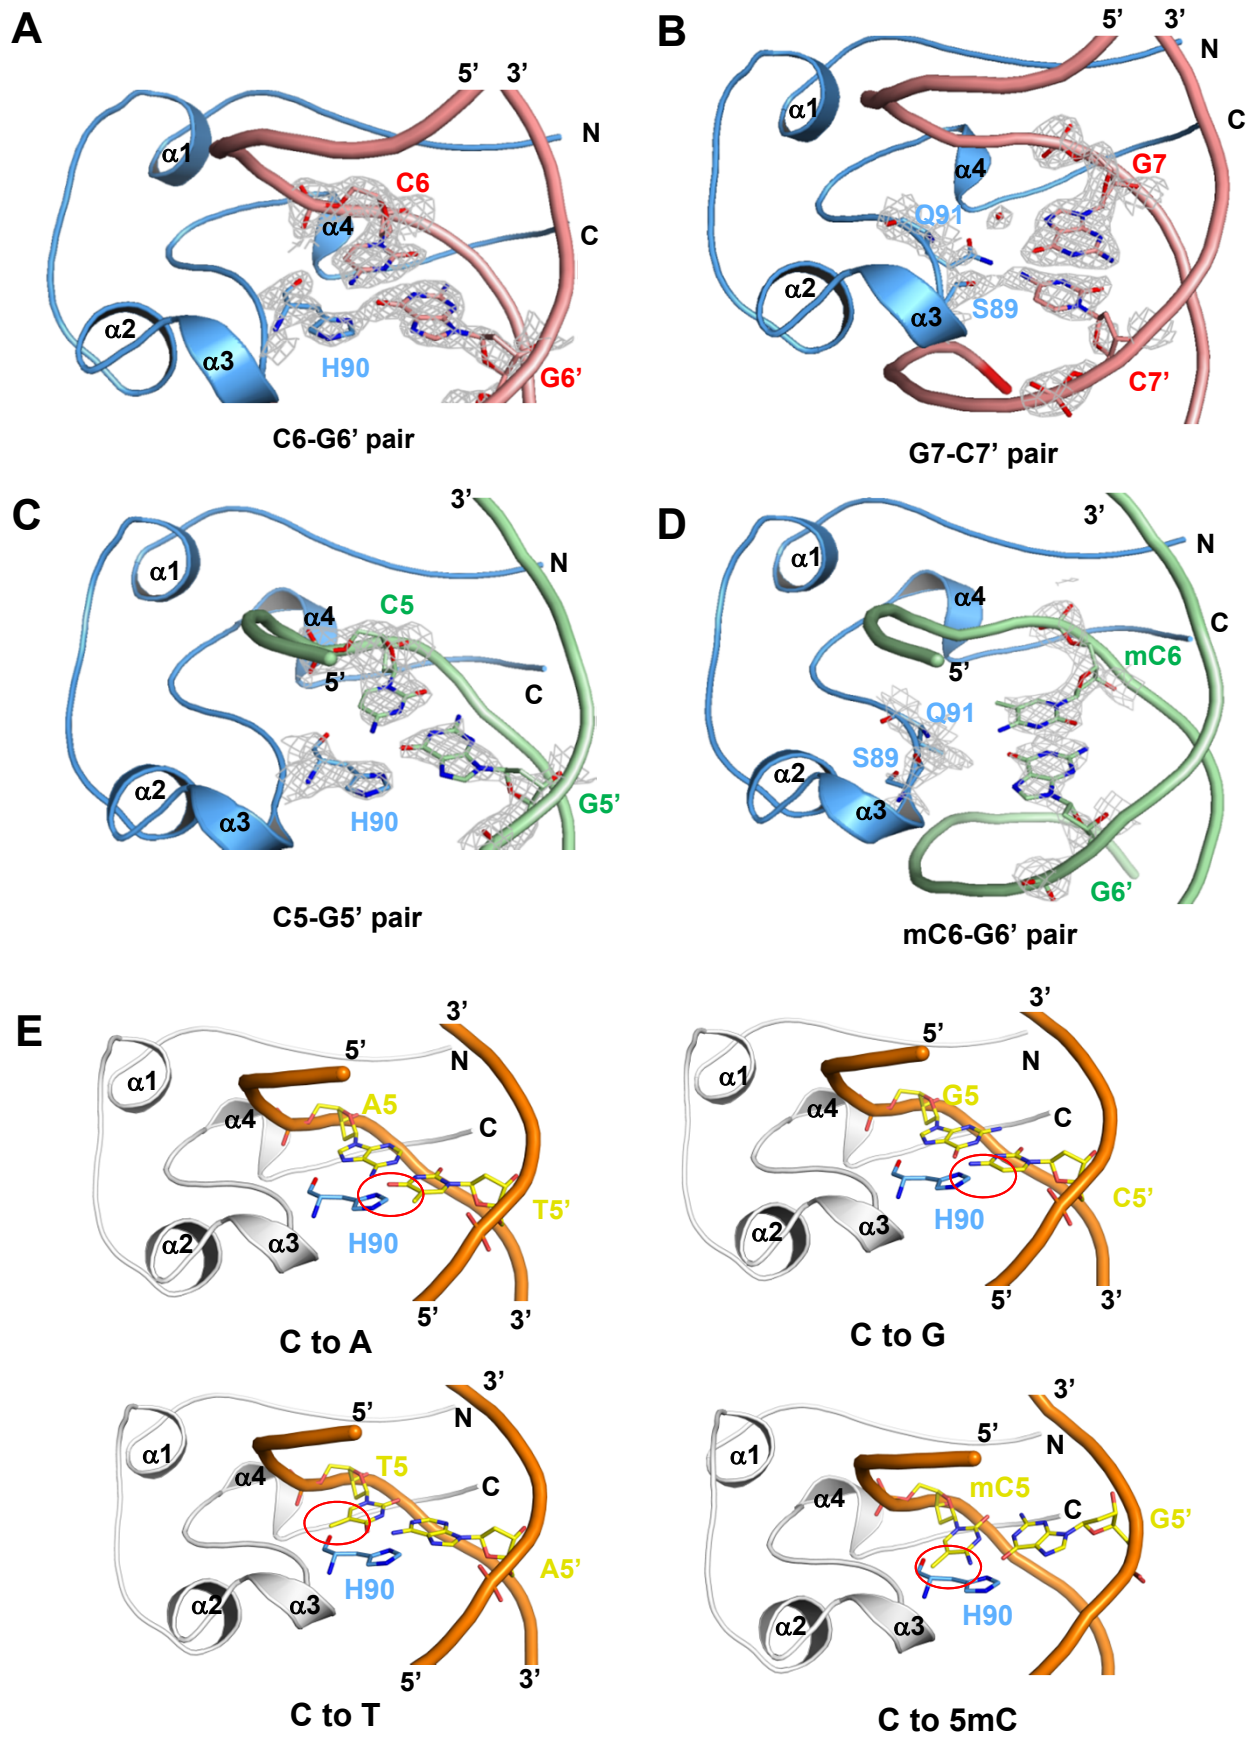 A
5’ 3’
α1
N
C6
α4
C
α2
α3
H90
G6’
C6-G6’ pair
B
5’ 3’
N
α1
C
G7
α4
Q91
α2
S89
α3
C7’
G7-C7’ pair
C
3’
α1
N
α4
C5
5’
C
α2
α3
H90
G5’
C5-G5’ pair
D
3’
α1
N
α4
C
mC6
5’
Q91
S89
α2
α3
G6’
mC6-G6’ pair
E
3’
5’
N
α1
A5
α4
C
T5’
H90
α2
α3
5’
3’
C to A
3’
5’
N
α1
G5
α4
C
C5’
H90
α2
α3
5’
3’
C to G
3’
5’
N
α1
T5
α4
C
A5’
H90
α2
α3
5’
3’
C to T
3’
5’
N
α1
mC5
α4
C
G5’
H90
α2
α3
C to 5mC